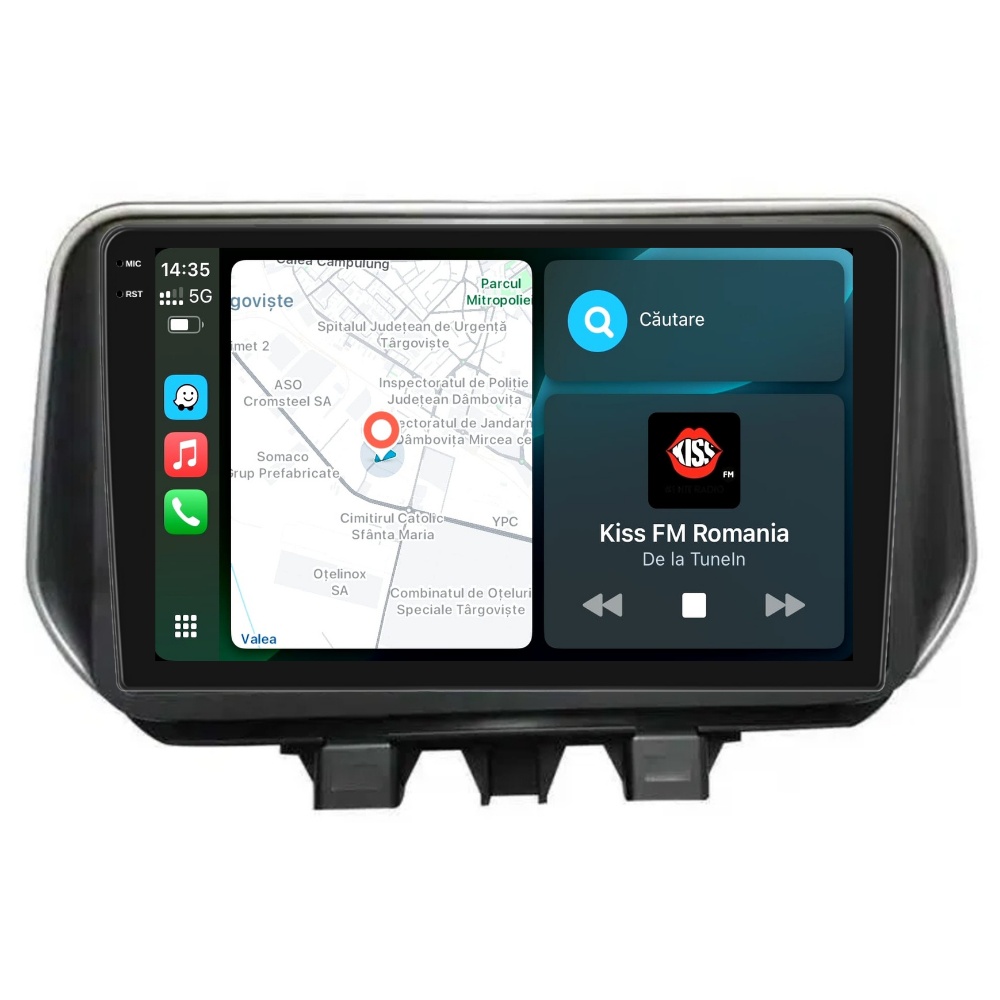 MIC
RST
14:35
5G
Calea Câmpulung
goviște
Parcul
Mitropoliei
Spitalul Județean de Urgență
Târgoviște
imet 2
ASO
Cromsteel SA
Inspectoratul de Poliție
Județean Dâmbovița
ectoratul de Jandarm
Dâmbovița Mircea ce
Somaco
Grup Prefabricate
Cimitirul Catolic
Sfânta Maria
YPC
Oțelinox
SA
Combinatul de Oțeluri
Speciale Târgoviște
Valea
Căutare
KISS
FM
Kiss FM Romania
De la TuneIn